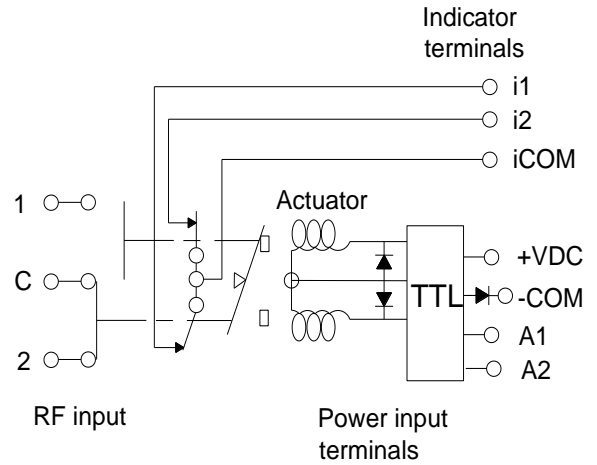 Indicator
terminals
i1
i2
iCOM
1
Actuator
C
TTL
+VDC
-COM
A1
2
A2
RF input
Power input
terminals